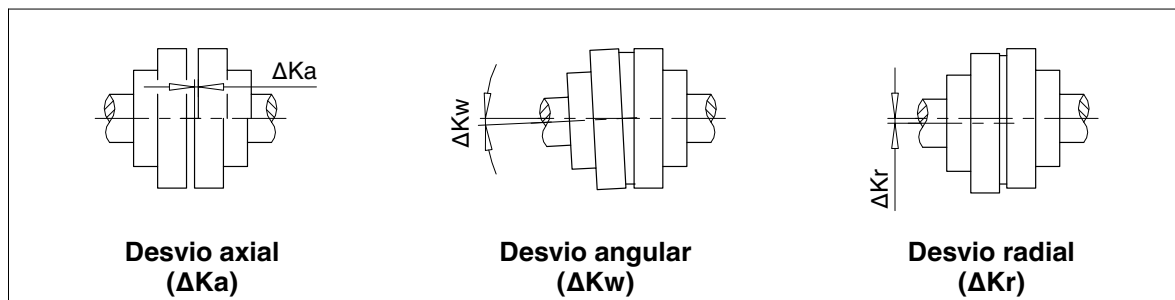 ΔKa
ΔKw
ΔKr
Desvio axial
(ΔKa)
Desvio angular
(ΔKw)
Desvio radial
(ΔKr)